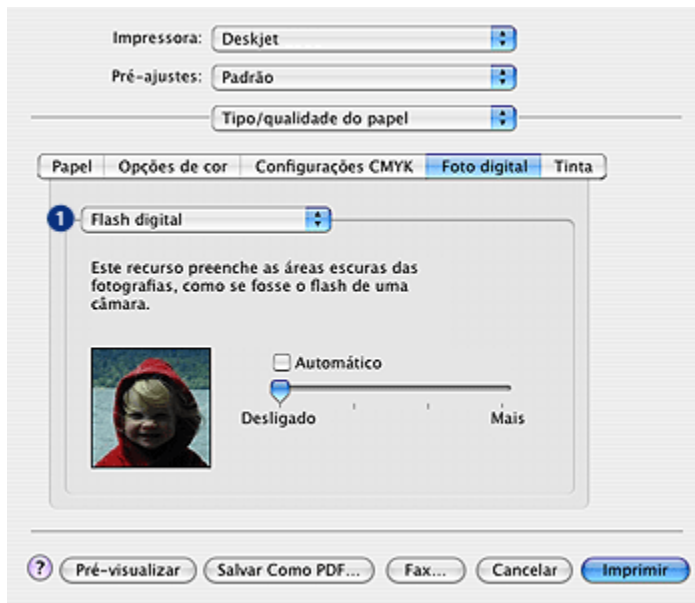 Impressora: Deskjet
Pré-ajustes: Padrão
Tipo/qualidade do papel
Papel Opções de cor Configurações CMYK Foto digital Tinta
1 Flash digital
Este recurso preenche as áreas escuras das
fotografias, como se fosse o flash de uma
câmara.
Automático
Desligado Mais
? Pré-visualizar Salvar Como PDF... Fax... Cancelar Imprimir